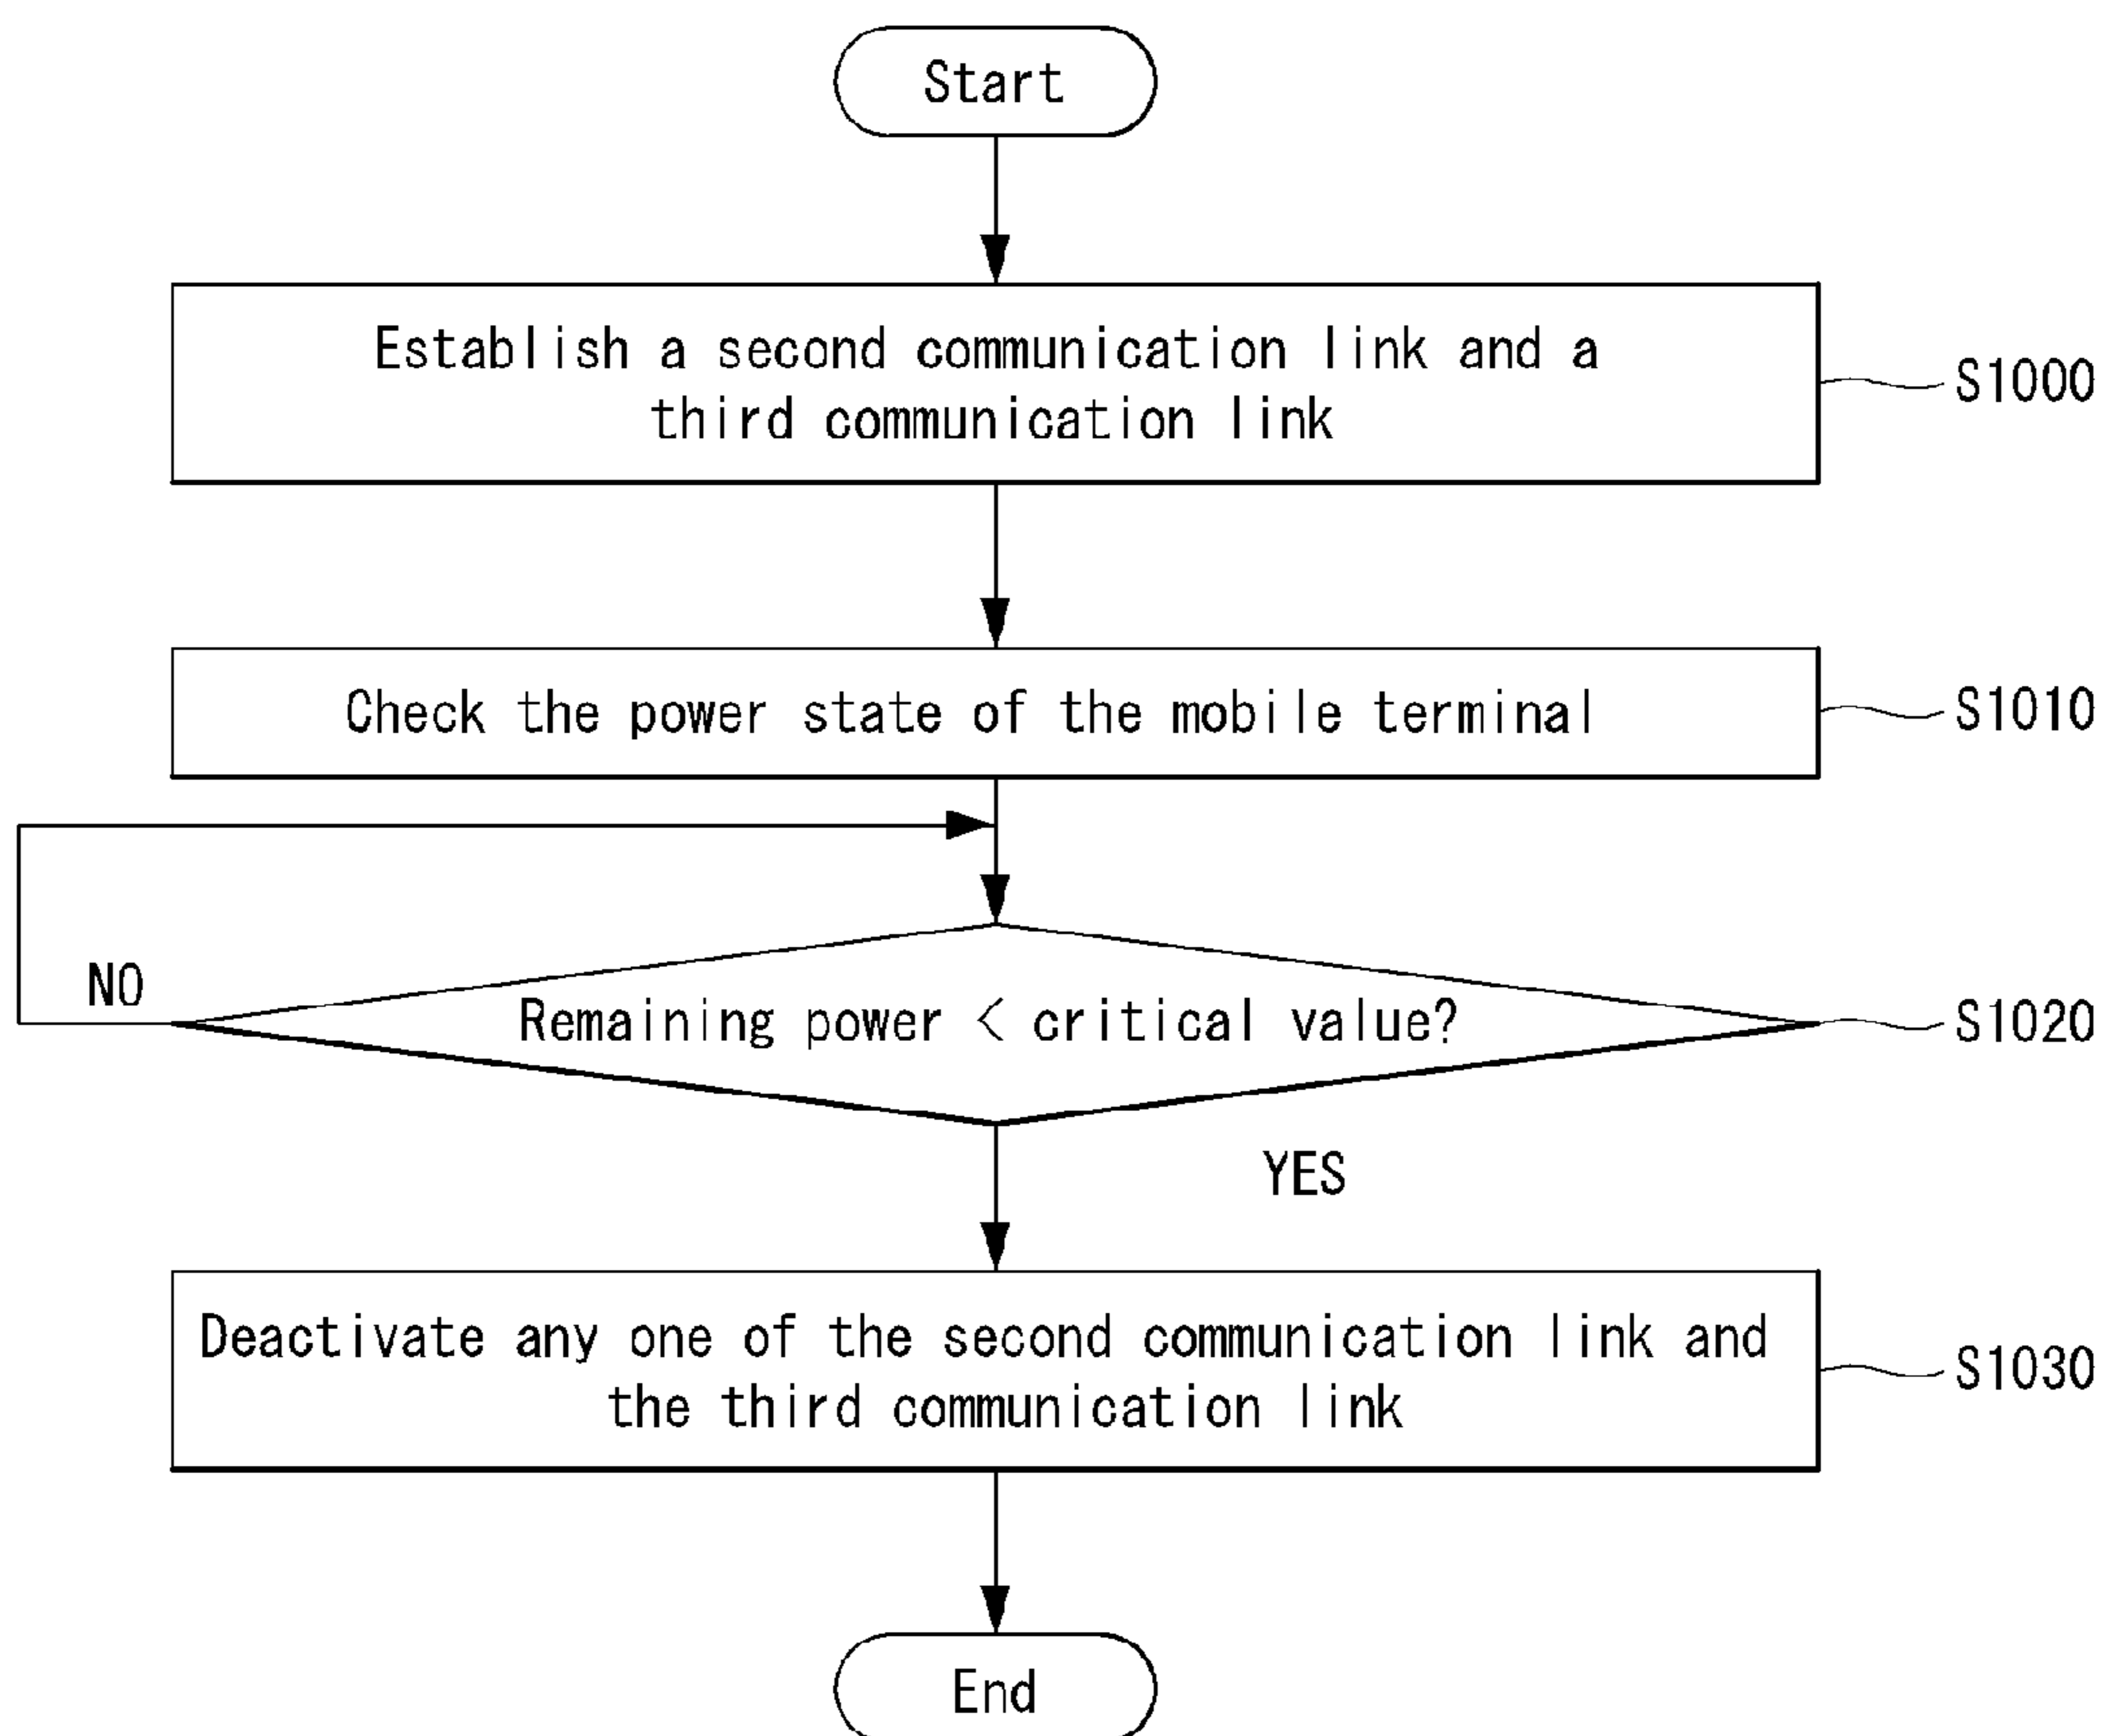 Start
Establish a second communication link and a
third communication link
S1000
Check the power state of the mobile terminal
S1010
NO
Remaining power < critical value?
S1020
YES
Deactivate any one of the second communication link and
the third communication link
S1030
End